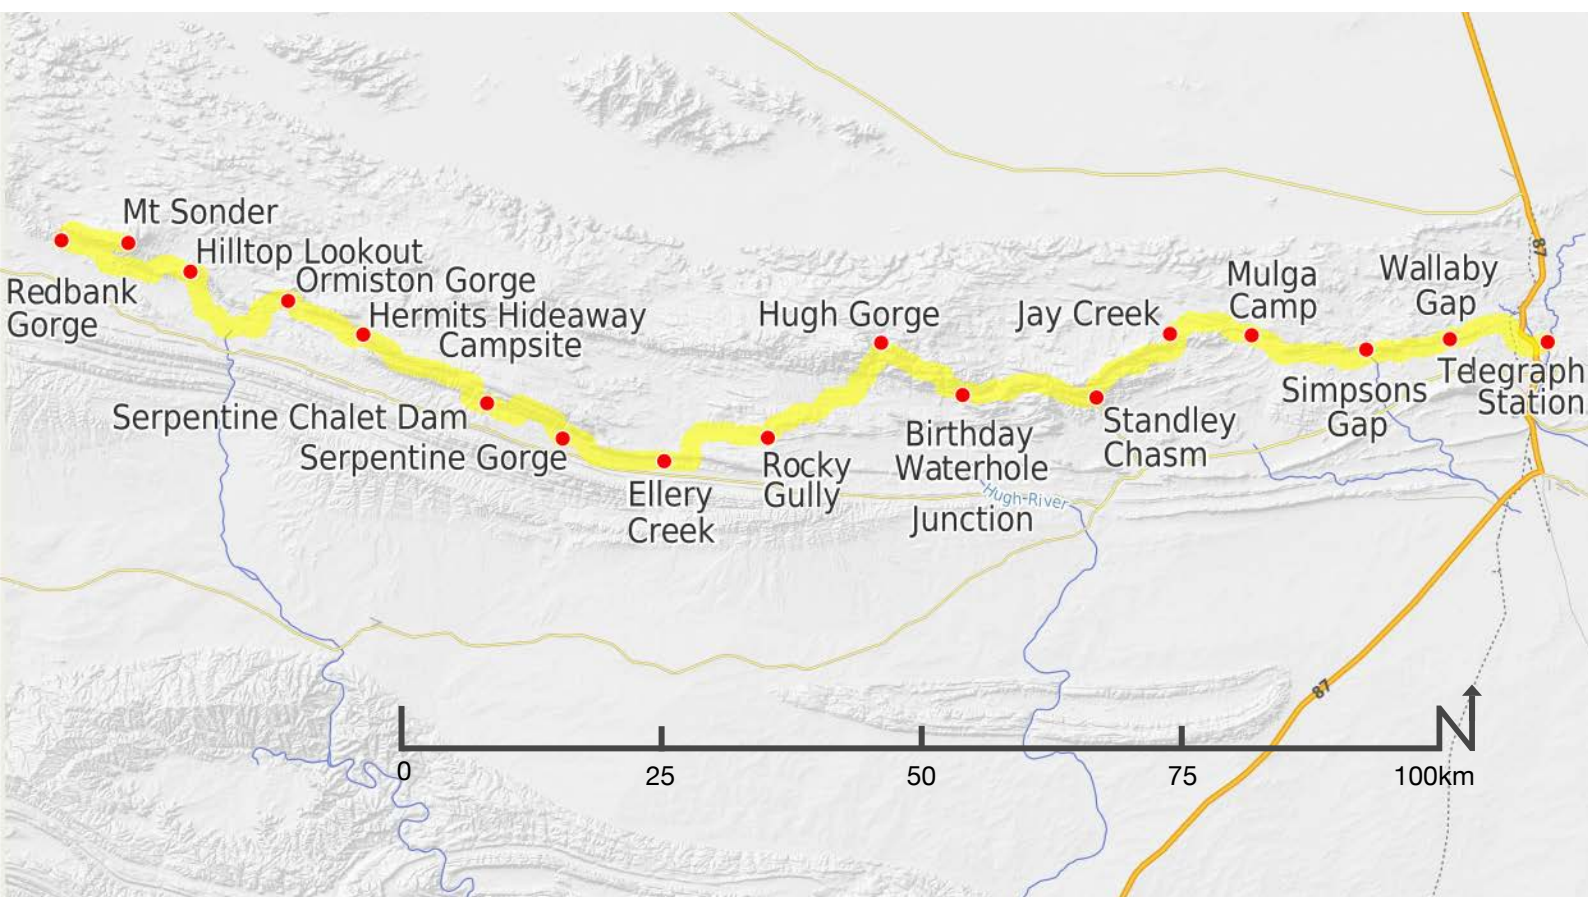 Mt Sonder
Hilltop Lookout
Ormiston Gorge
Redbank
Gorge
Hermits Hideaway
Campsite
Serpentine Chalet Dam
Serpentine Gorge
Ellery
Creek
Rocky
Gully
Hugh Gorge
Birthday
Waterhole
Junction
Hugh River
Jay Creek
Standley
Chasm
Mulga
Camp
Simpsons
Gap
Wallaby
Gap
Telegraph
Station
87
87
0
25
50
75
100km
N